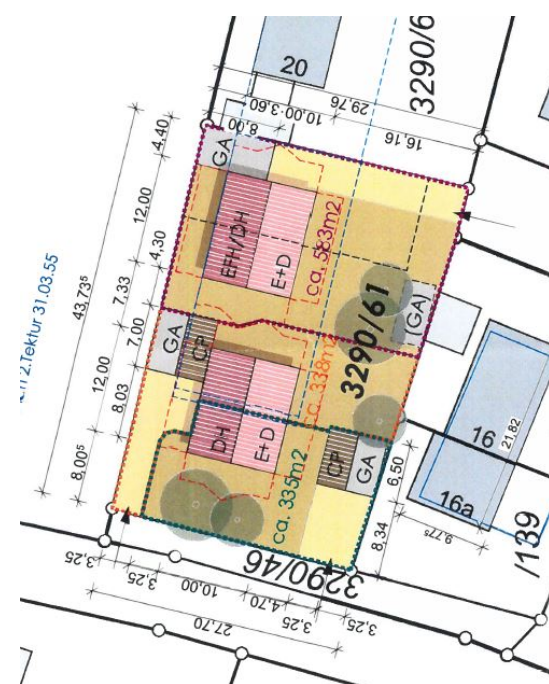 20
3290/6
29,76
10,00
3,60
8,00
16,16
4.40
GA
12,00
EFH/DH
E+D
ca. 583m2
4,30
7,33
43.73⁵
2.Tektur 31.03.55
7,00
GA
CP
(GA)
3290/61
ca. 338m2
12,00
8,03
DH
E+D
ca. 335m2
CP
GA
16
21,82
16a
6,50
9.77⁵
8,00⁵
8,34
/139
3290/46
3,25
3,25
10,00
4,70
3,25
3,25
27,70